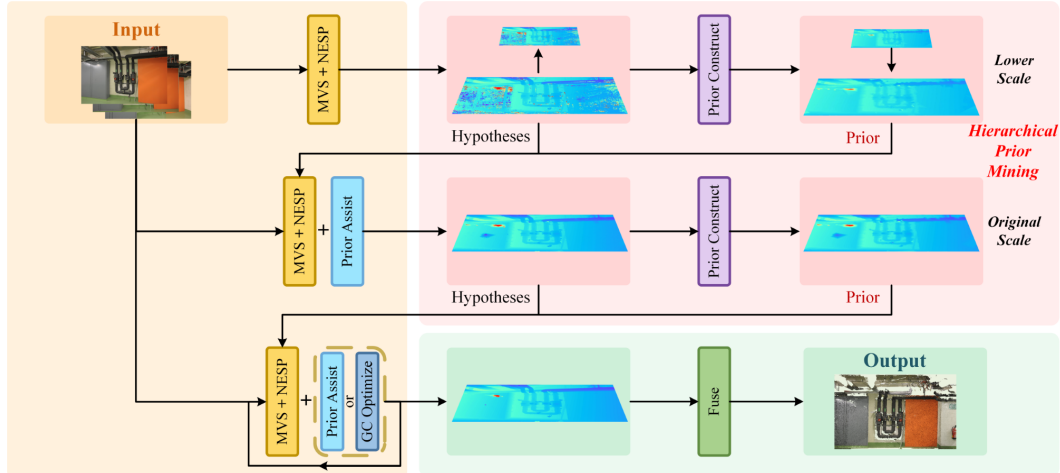 Input
MVS + NESP
Hypotheses
Prior Construct
Prior
Lower
Scale
Hierarchical
Prior
Mining
MVS + NESP
+
Prior Assist
Hypotheses
Prior Construct
Prior
Original
Scale
MVS + NESP
+
Prior Assist
or
GC Optimize
Fuse
Output